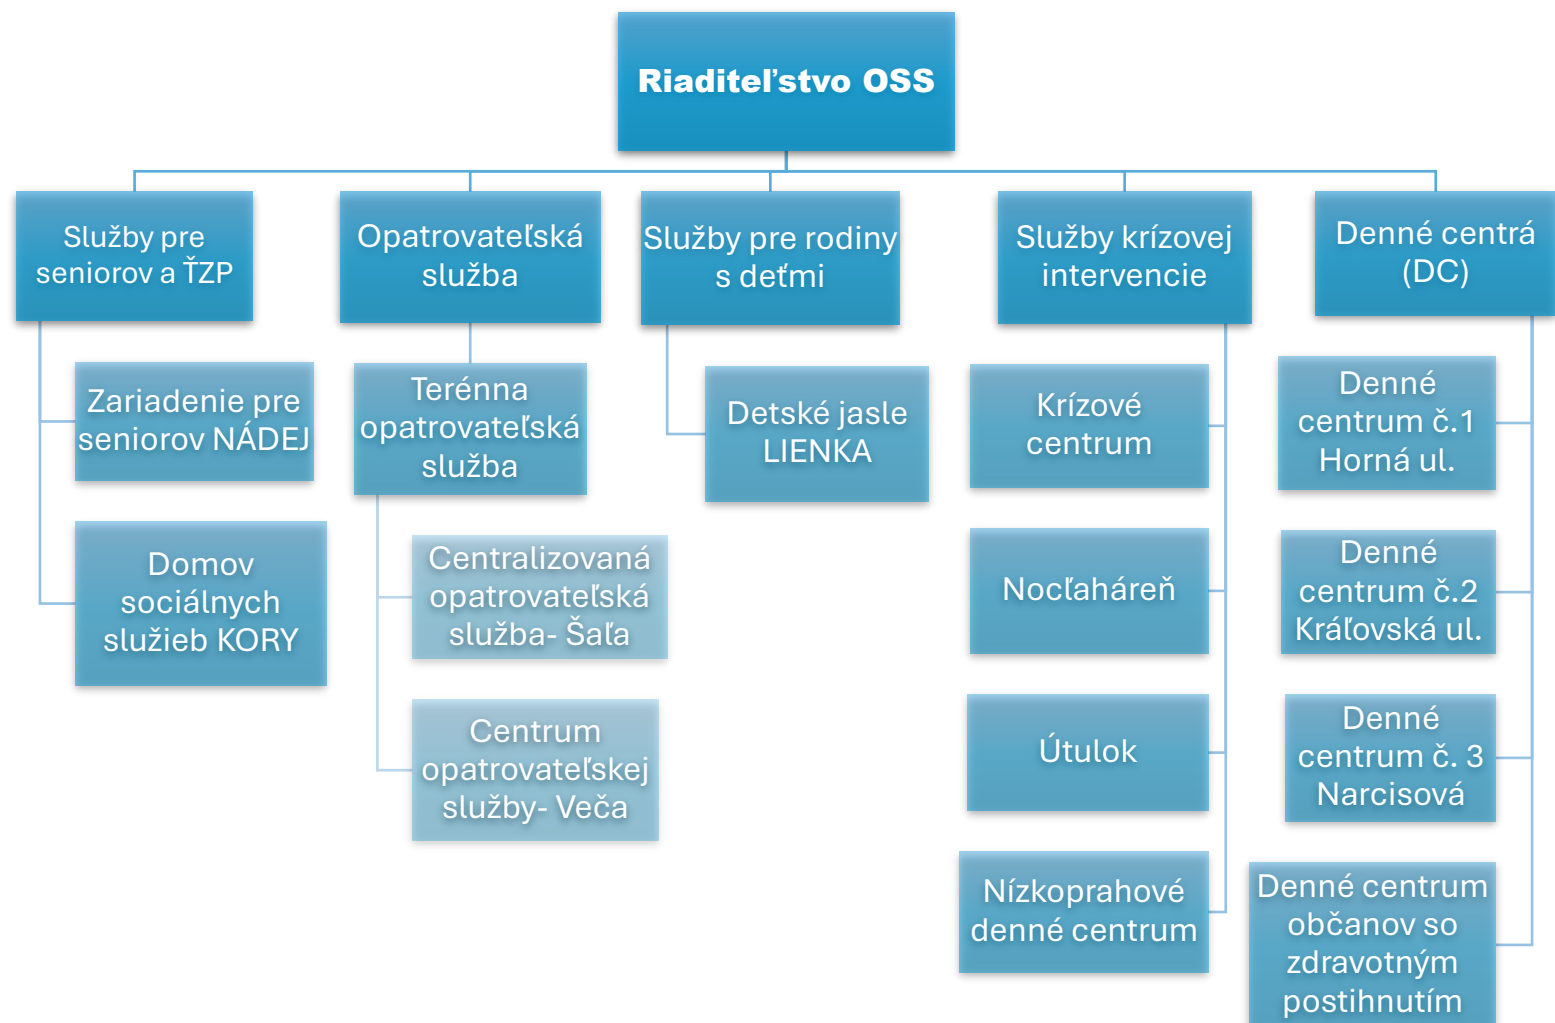 Riaditeľstvo OSS
Služby pre
seniorov a ŤZP
Zariadenie pre
seniorov NÁDEJ
Domov
sociálnych
služieb KORY
Opatrovateľská
služba
Terénna
opatrovateľská
služba
Centralizovaná
opatrovateľská
služba- Šaľa
Centrum
opatrovateľskej
služby- Veča
Služby pre rodiny
s deťmi
Detské jasle
LIENKA
Služby krízovej
intervencie
Krízové
centrum
Nocľaháreň
Útulok
Nízkoprahové
denné centrum
Denné centrá
(DC)
Denné
centrum č.1
Horná ul.
Denné
centrum č.2
Kráľovská ul.
Denné
centrum č. 3
Narcisová
Denné centrum
občanov so
zdravotným
postihnutím